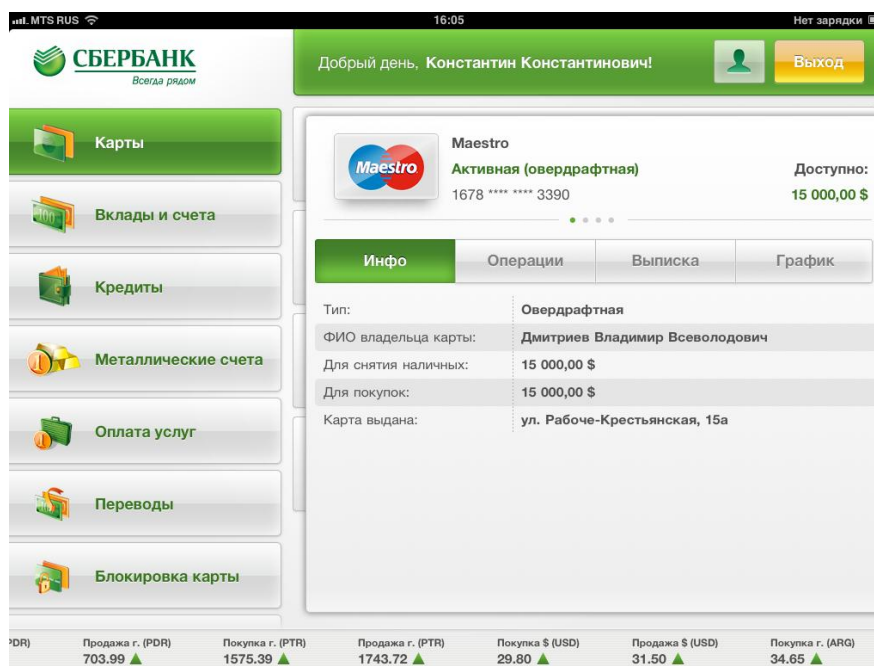 MTS RUS 16:05 Нет зарядки
СБЕРБАНК
Всегда рядом
Добрый день, Константин Константинович!
Выход
Карты
Вклады и счета
Кредиты
Металлические счета
Оплата услуг
Переводы
Блокировка карты
Maestro
Maestro
Активная (овердрафтная) Доступно:
1678 **** **** 3390 15 000,00 $
Инфо Операции Выписка График
Тип: Овердрафтная
ФИО владельца карты: Дмитриев Владимир Всеволодович
Для снятия наличных: 15 000,00 $
Для покупок: 15 000,00 $
Карта выдана: ул. Рабоче-Крестьянская, 15а
PDR) Продажа г. (PDR) Покупка г. (PTR) Продажа г. (PTR) Покупка $ (USD) Продажа $ (USD) Покупка г. (ARG)
703.99 1575.39 1743.72 29.80 31.50 34.65